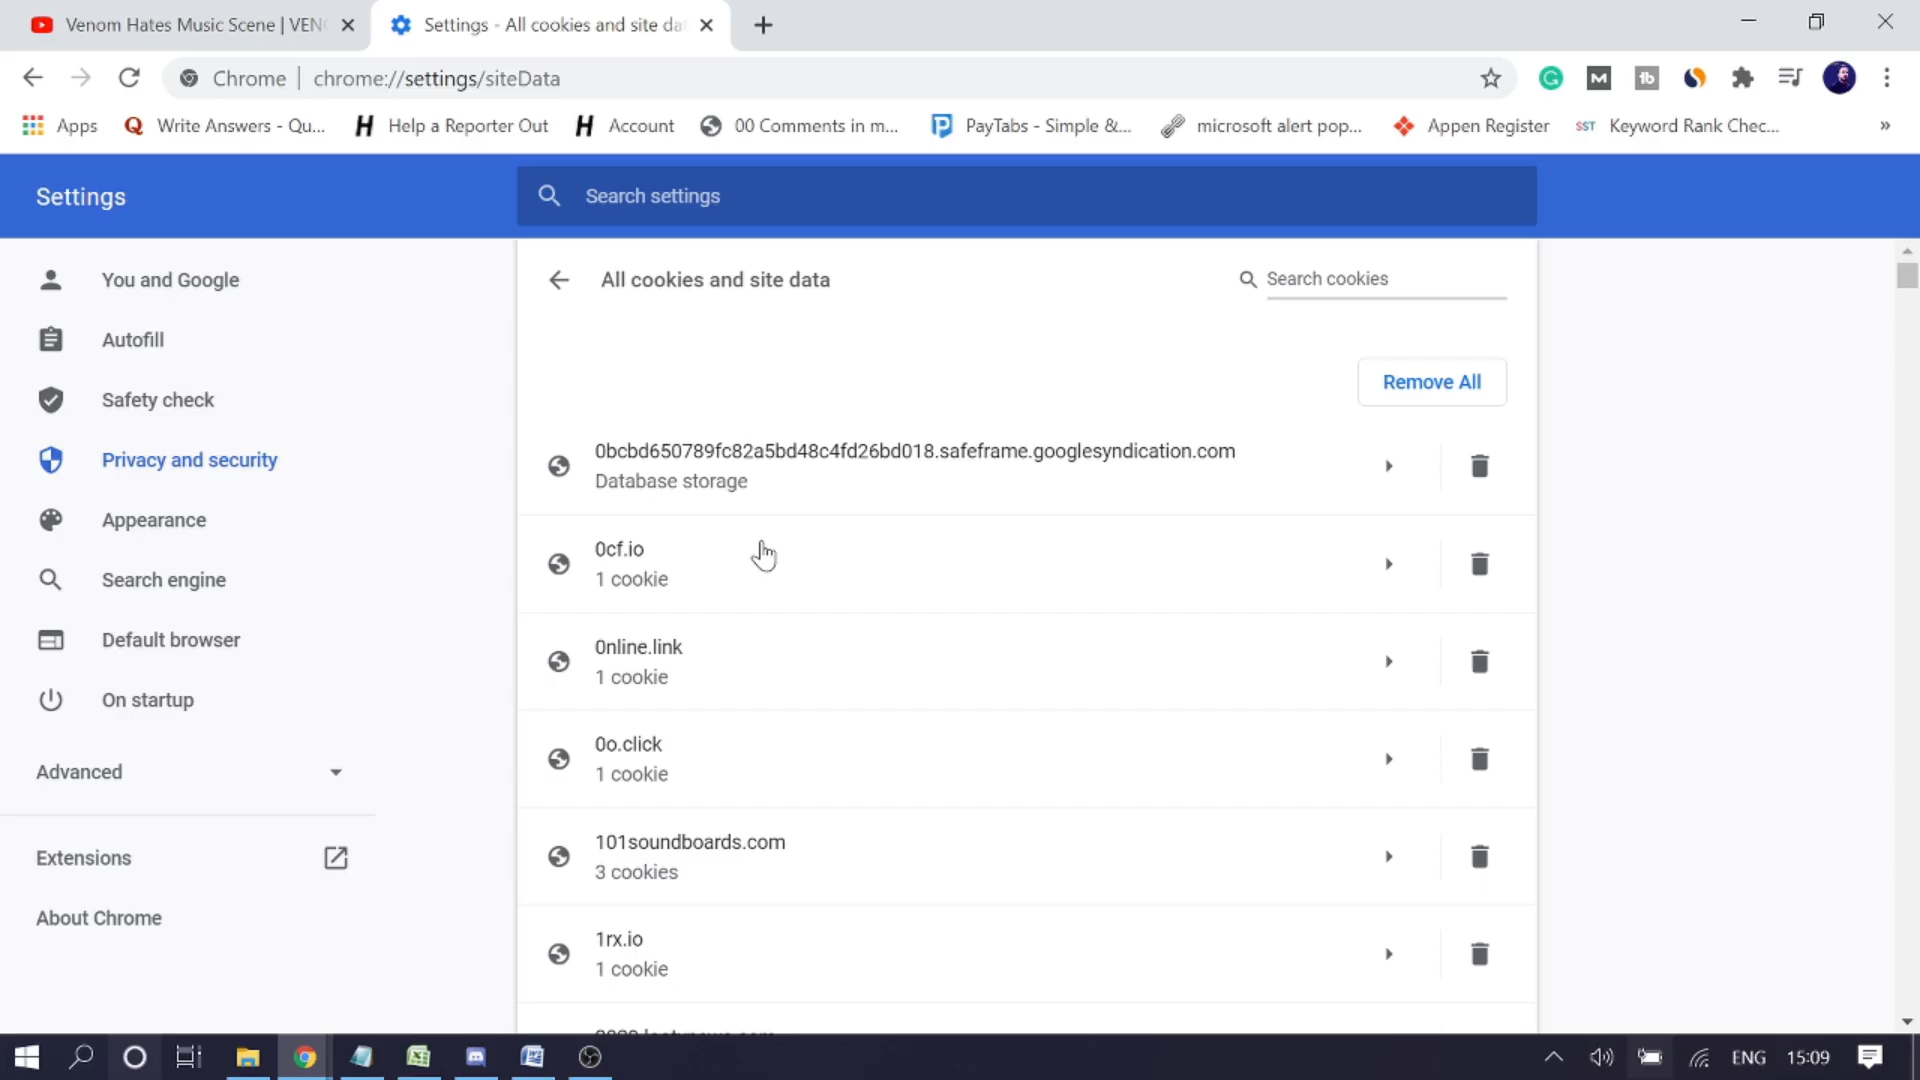 Venom Hates Music Scene | VEN
Settings - All cookies and site da
Chrome
chrome://settings/siteData
Apps
Write Answers - Qu...
Help a Reporter Out
Account
00 Comments in m...
PayTabs - Simple &...
microsoft alert pop...
Appen Register
SST
Keyword Rank Chec...
»
Settings
Search settings
You and Google
Autofill
Safety check
Privacy and security
Appearance
Search engine
Default browser
On startup
Advanced
Extensions
About Chrome
All cookies and site data
Search cookies
Remove All
0bcbd650789fc82a5bd48c4fd26bd018.safeframe.googlesyndication.com
Database storage
0cf.io
1 cookie
0nline.link
1 cookie
0o.click
1 cookie
101soundboards.com
3 cookies
1rx.io
1 cookie
ENG
15:09